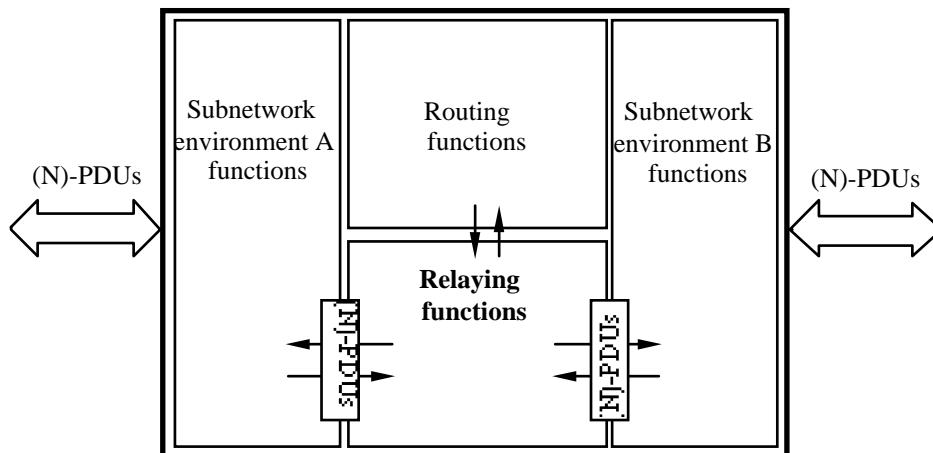 Subnetwork
environment A
functions
Routing
functions
Subnetwork
environment B
functions
(N)-PDUs
(N)-PDUs
Relaying
functions
N)-PDUs
N)-PDUs